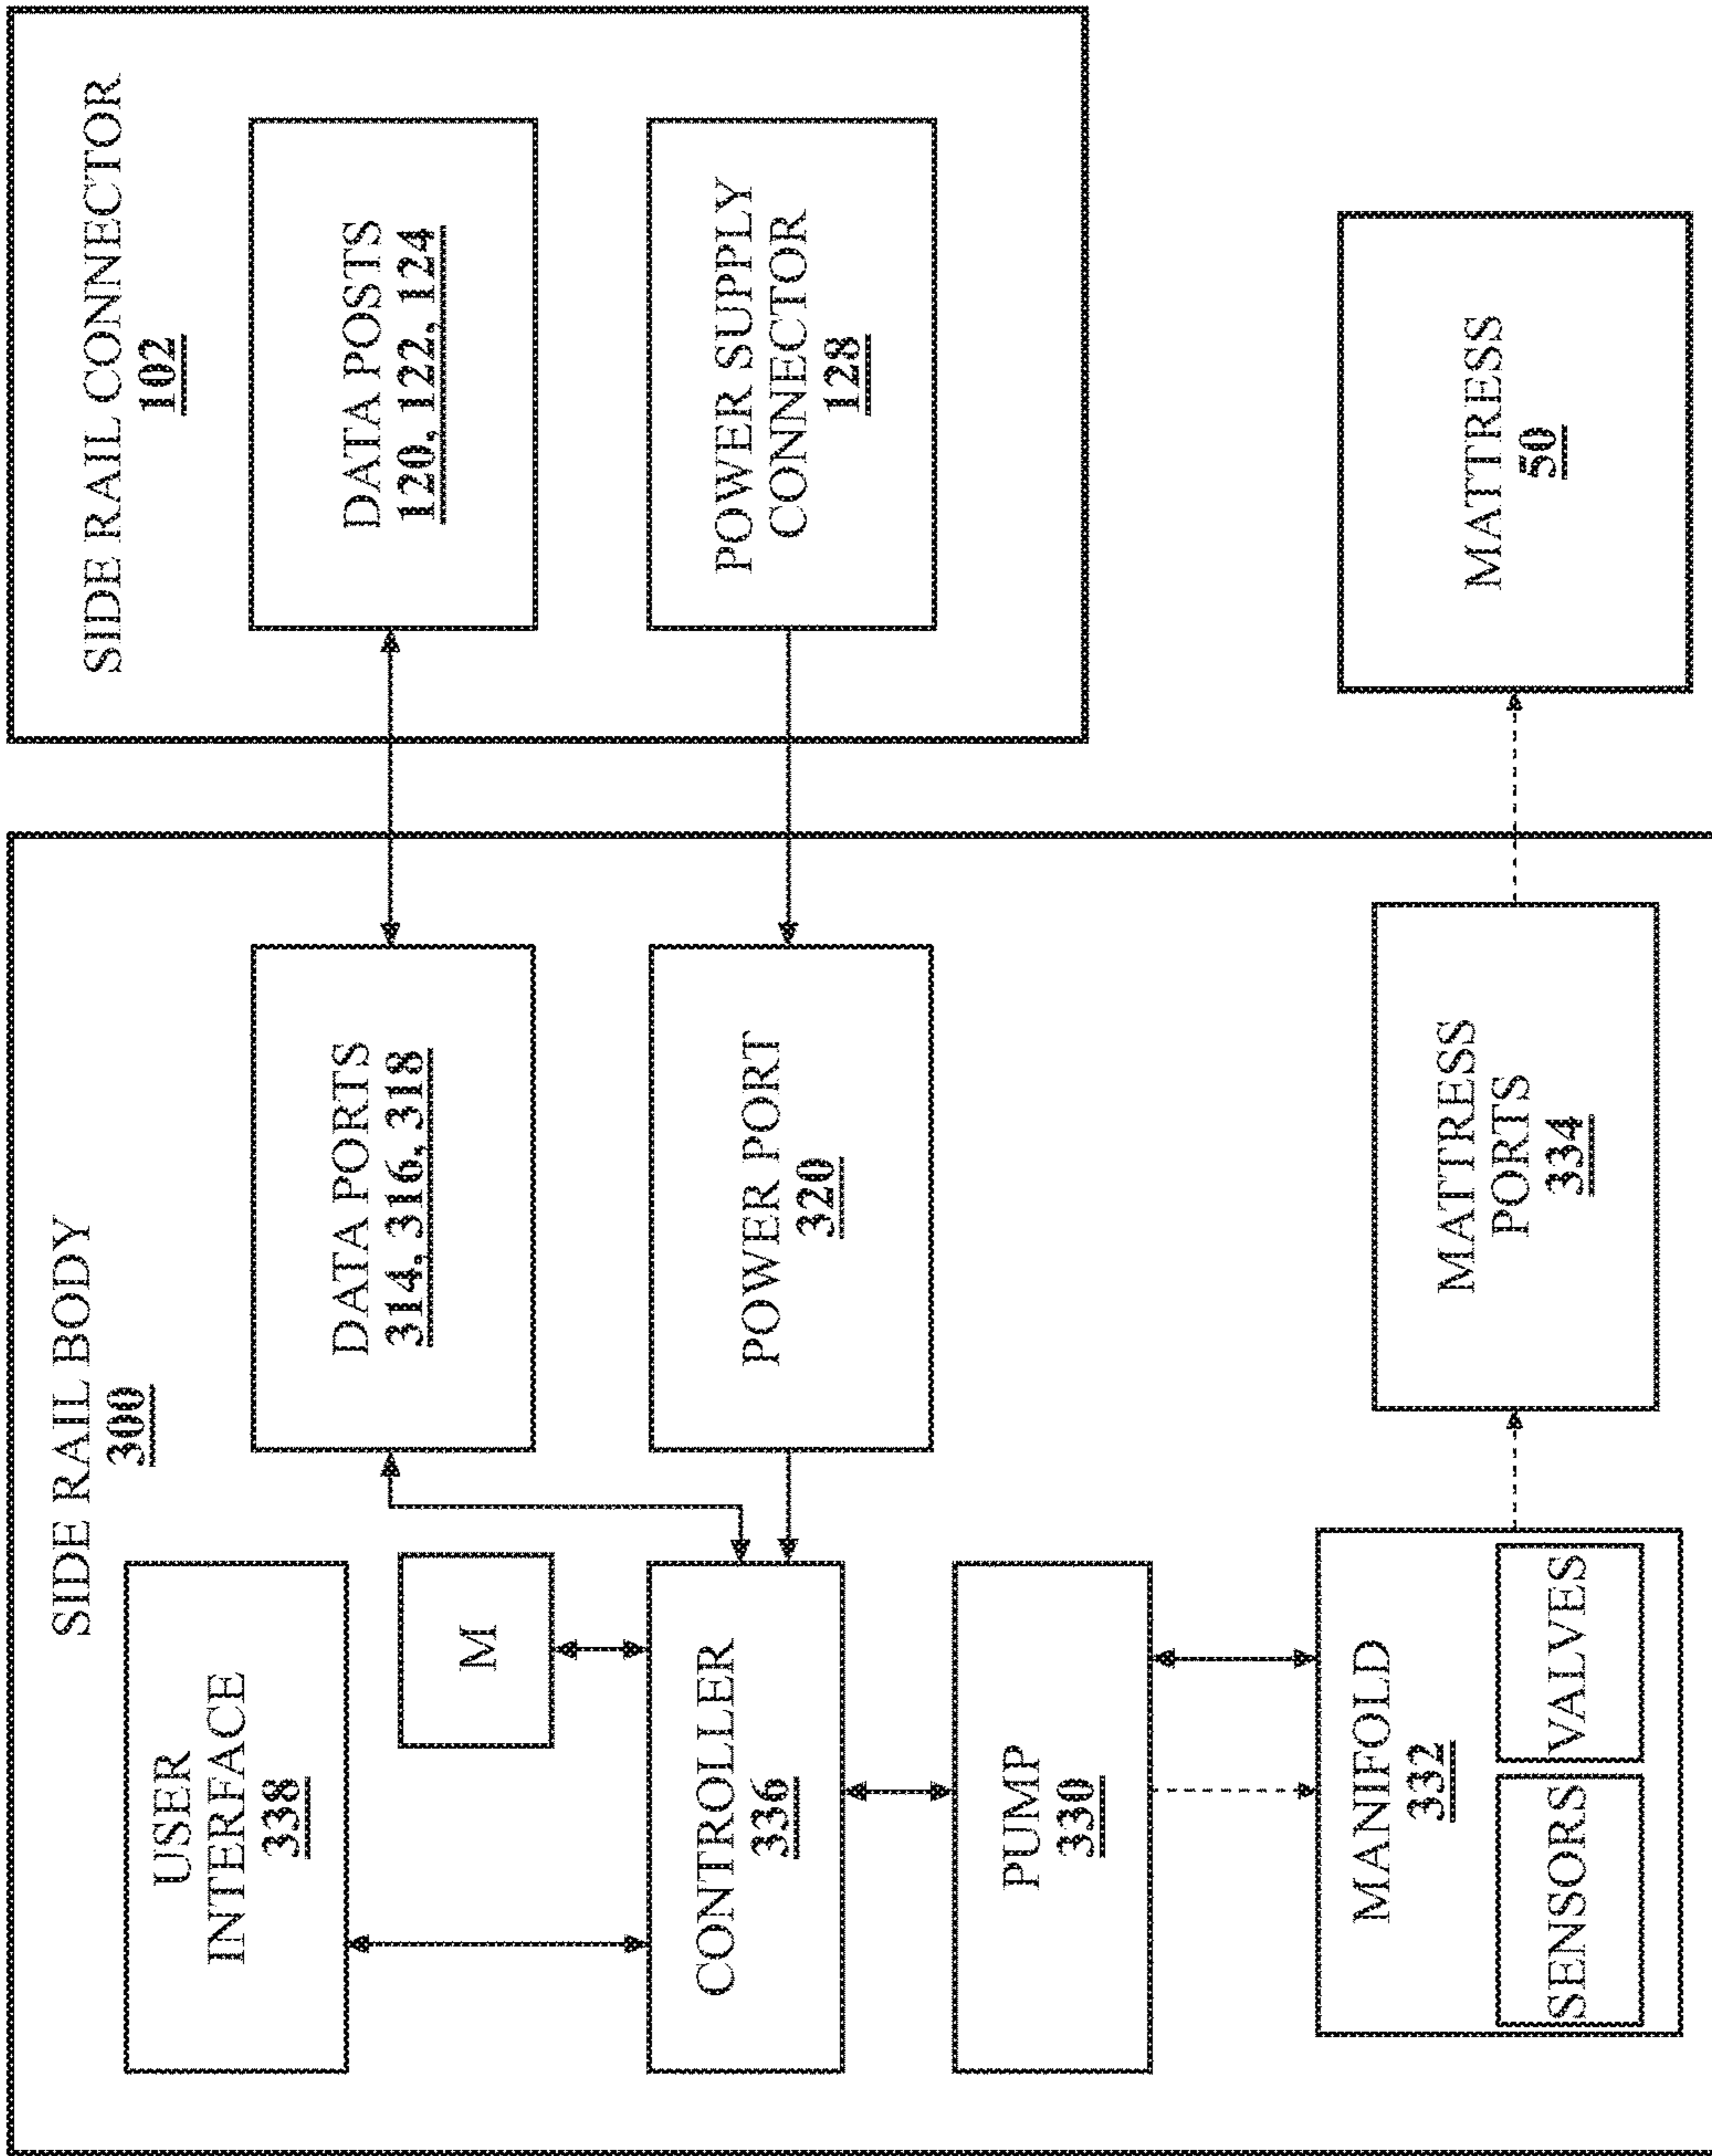 SIDE RAIL BODY
300
USER
INTERFACE
338
M
CONTROLLER
336
PUMP
330
MANIFOLD
332
SENSORS
VALVES
DATA PORTS
314, 316, 318
POWER PORT
320
MATTRESS
PORTS
334
SIDE RAIL CONNECTOR
102
DATA POSTS
120, 122, 124
POWER SUPPLY
CONNECTOR
128
MATTRESS
50